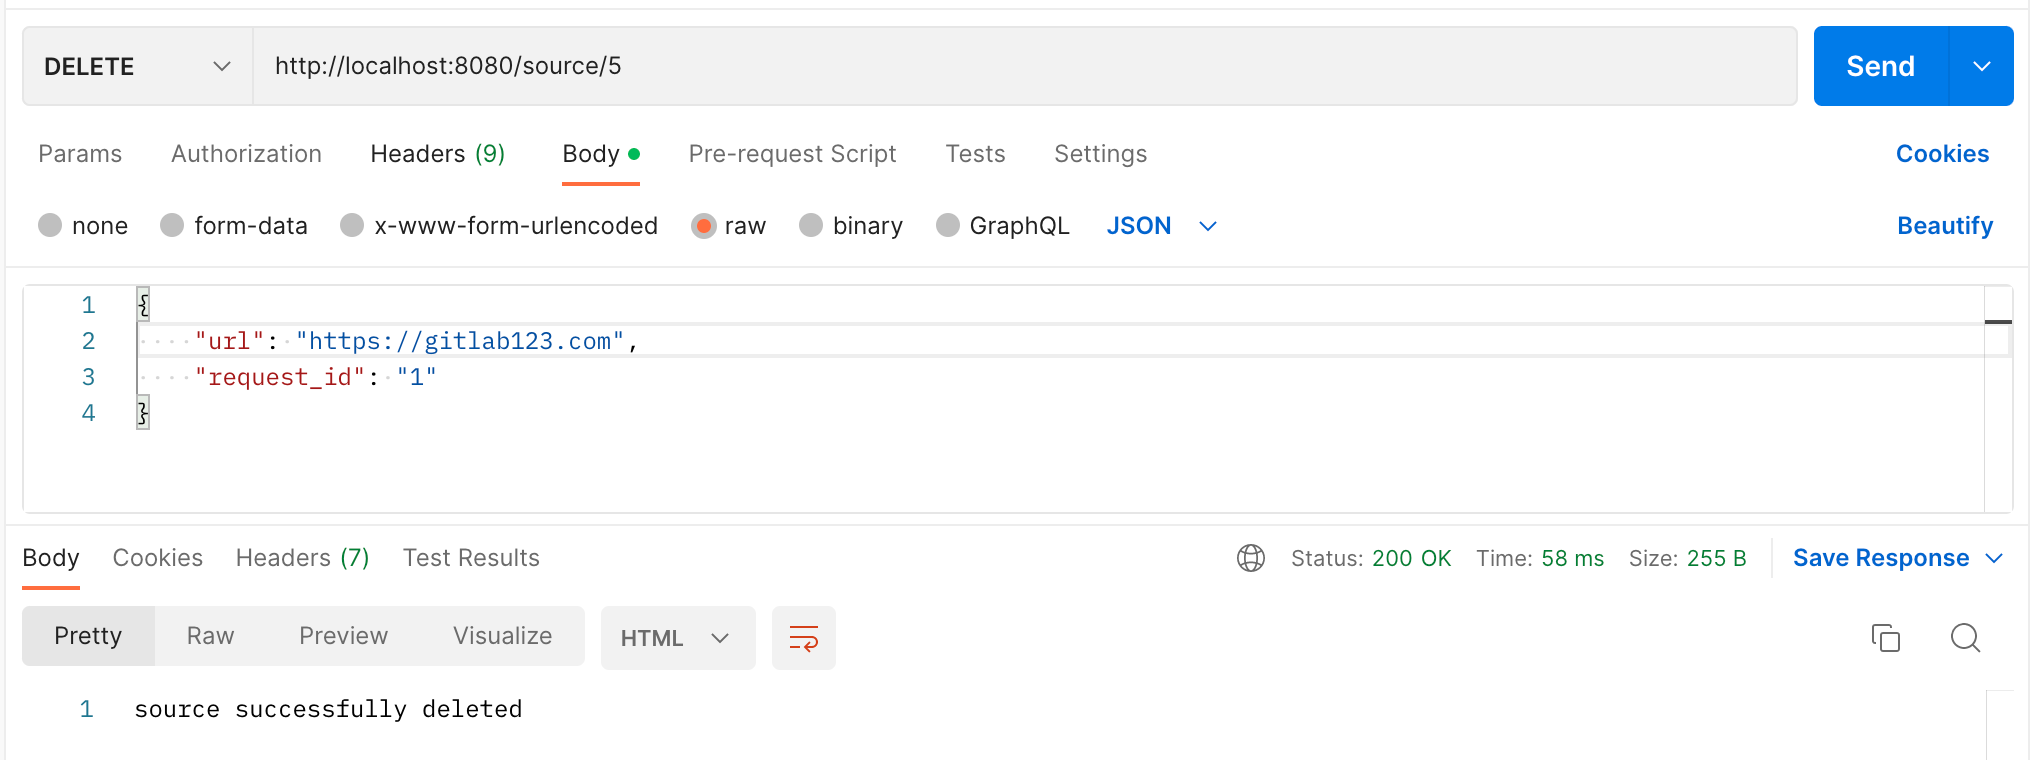 DELETE http://localhost:8080/source/5 Send
Params Authorization Headers (9) Body Pre-request Script Tests Settings Cookies
none form-data x-www-form-urlencoded raw binary GraphQL JSON Beautify
1 {
2 "url": "https://gitlab123.com",
3 "request_id": "1"
4 }
Body Cookies Headers (7) Test Results Status: 200 OK Time: 58 ms Size: 255 B Save Response
Pretty Raw Preview Visualize HTML
1 source successfully deleted